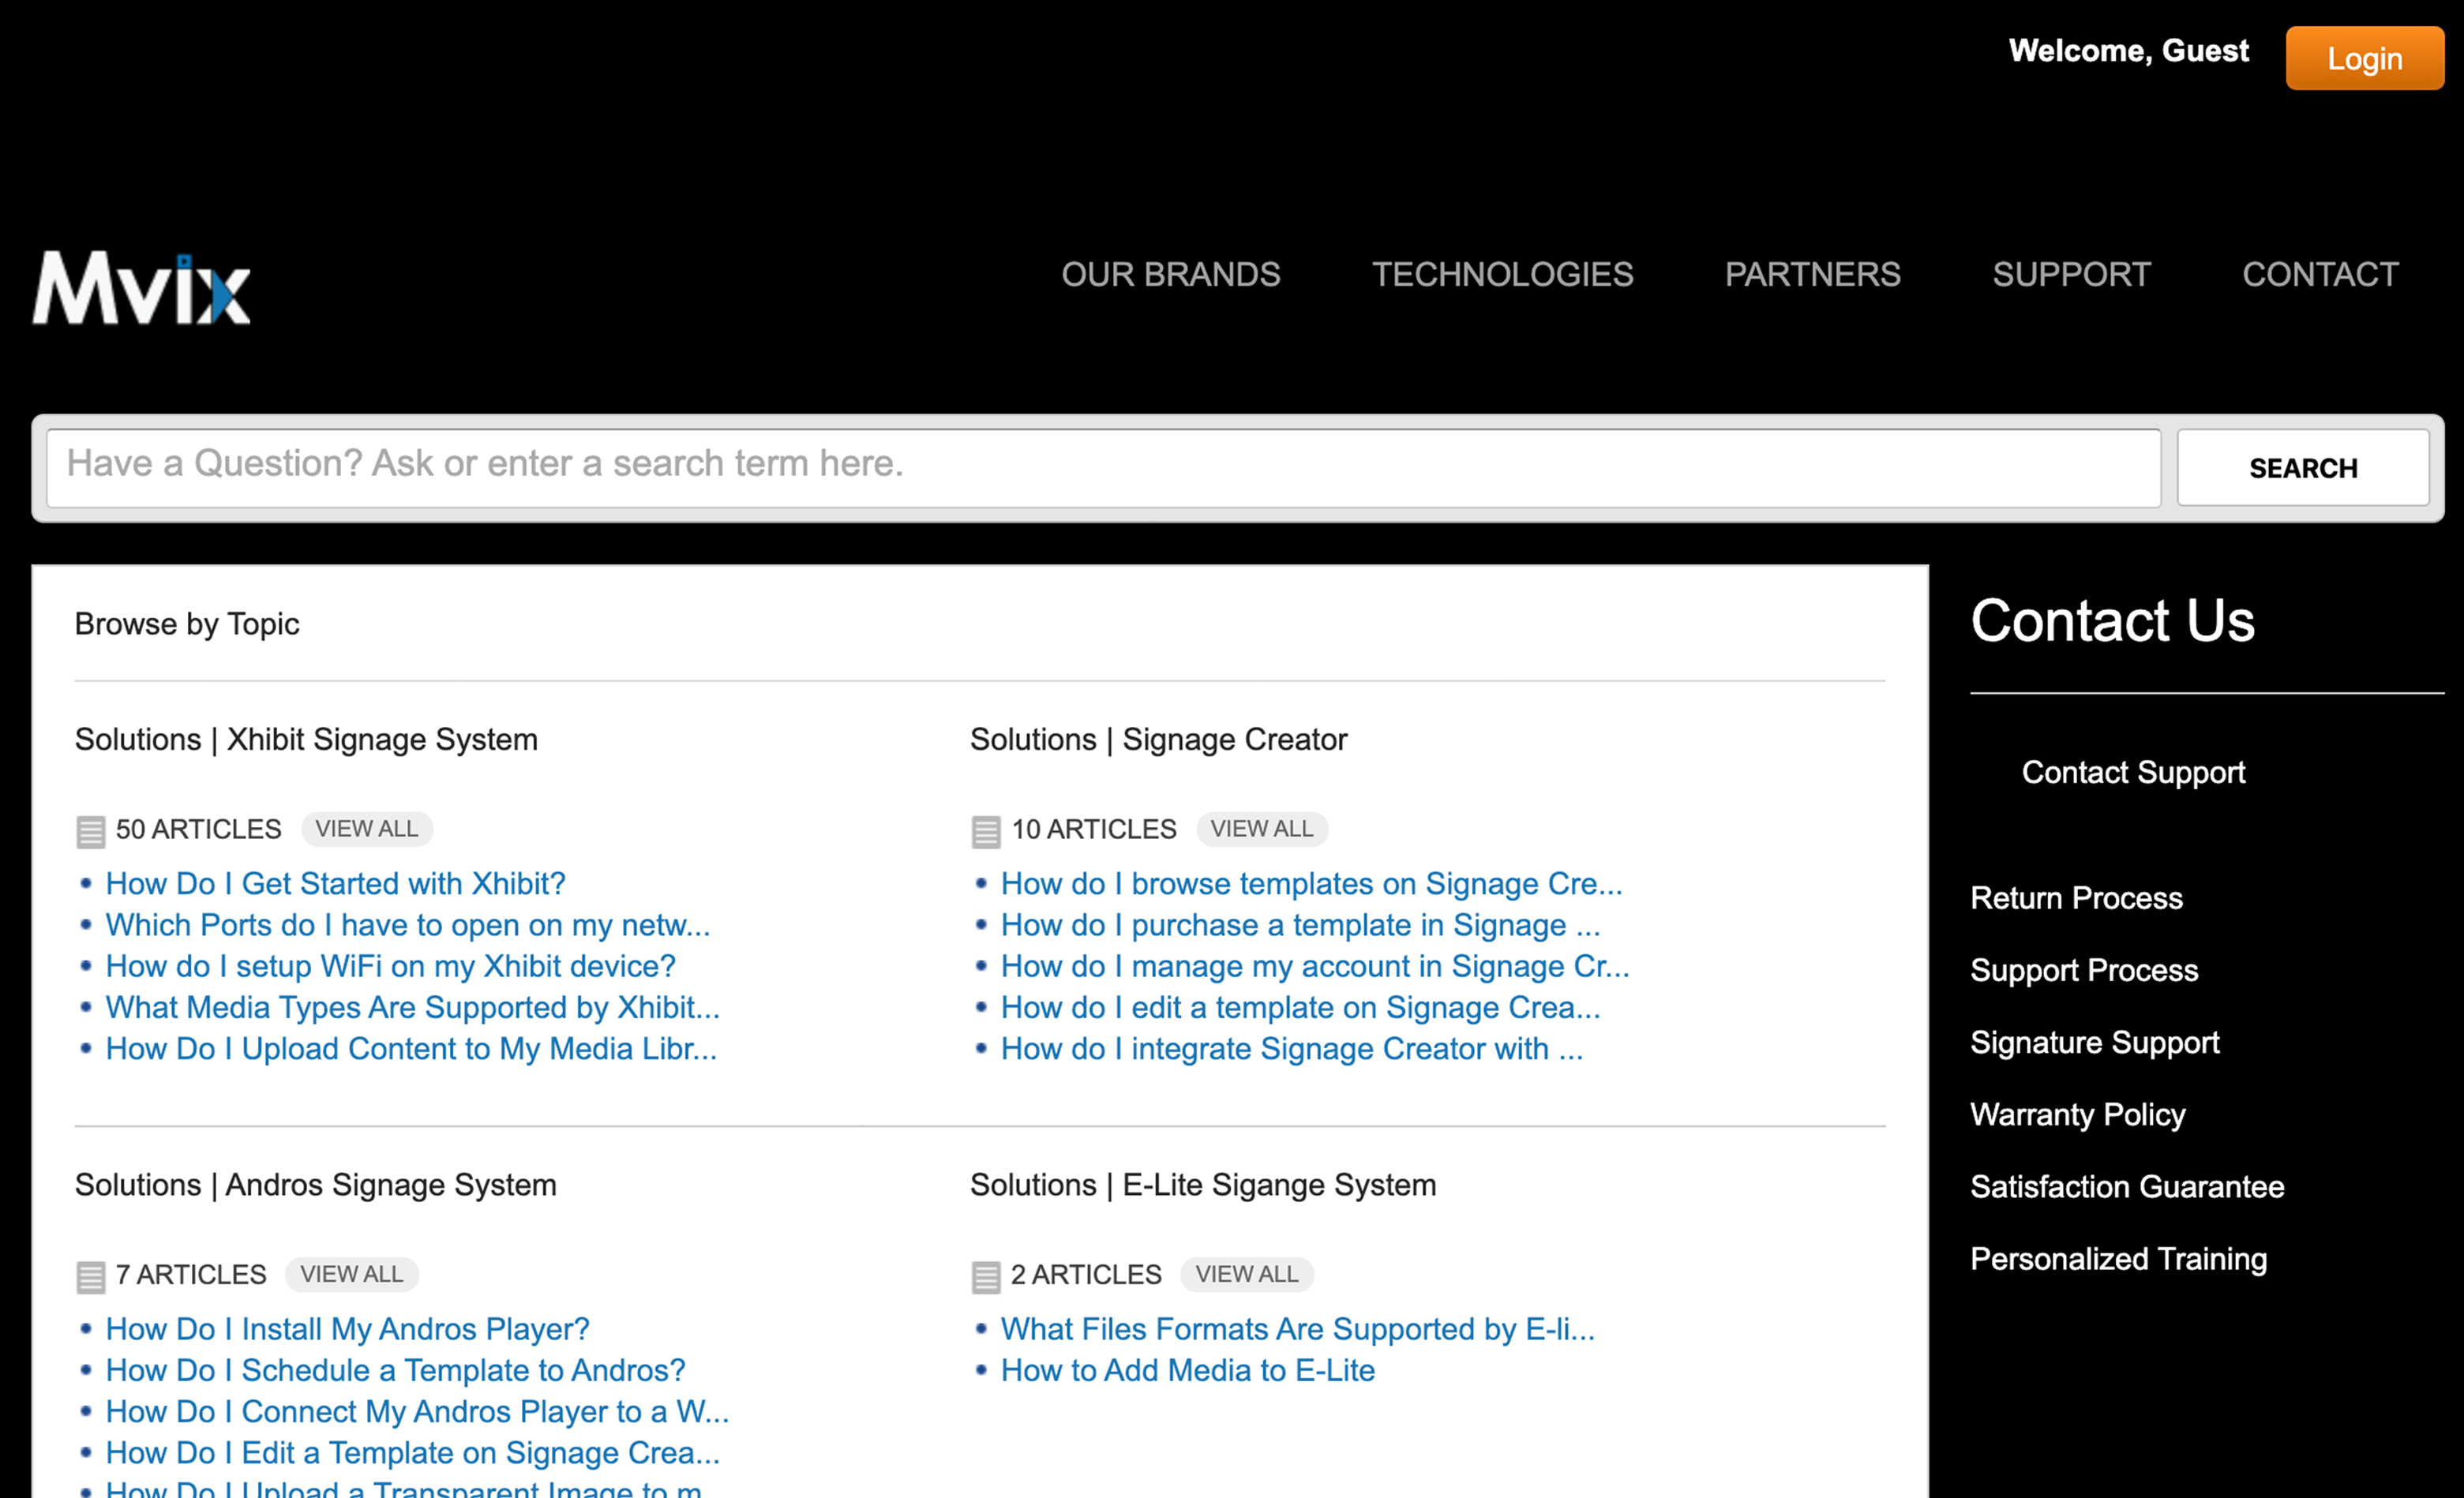 Welcome, Guest
Login
Mvix
OUR BRANDS TECHNOLOGIES PARTNERS SUPPORT CONTACT
Have a Question? Ask or enter a search term here.
SEARCH
Browse by Topic
Solutions | Xhibit Signage System
50 ARTICLES VIEW ALL
How Do I Get Started with Xhibit?
Which Ports do I have to open on my netw...
How do I setup WiFi on my Xhibit device?
What Media Types Are Supported by Xhibit...
How Do I Upload Content to My Media Libr...
Solutions | Signage Creator
10 ARTICLES VIEW ALL
How do I browse templates on Signage Cre...
How do I purchase a template in Signage ...
How do I manage my account in Signage Cr...
How do I edit a template on Signage Crea...
How do I integrate Signage Creator with ...
Solutions | Andros Signage System
7 ARTICLES VIEW ALL
How Do I Install My Andros Player?
How Do I Schedule a Template to Andros?
How Do I Connect My Andros Player to a W...
How Do I Edit a Template on Signage Crea...
How Do I Upload a Transparent Image to m
Solutions | E-Lite Sigange System
2 ARTICLES VIEW ALL
What Files Formats Are Supported by E-li...
How to Add Media to E-Lite
Contact Us
Contact Support
Return Process
Support Process
Signature Support
Warranty Policy
Satisfaction Guarantee
Personalized Training